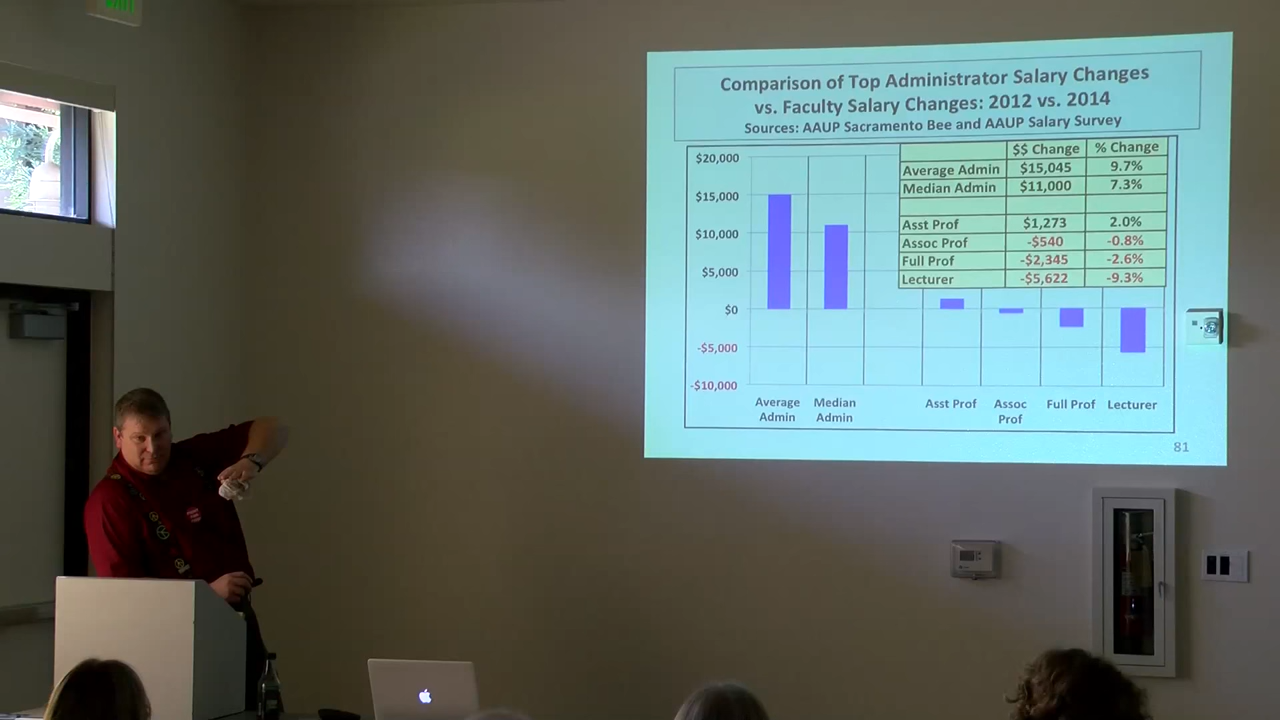 EXIT
Comparison of Top Administrator Salary Changes
vs. Faculty Salary Changes: 2012 vs. 2014
Sources: AAUP Sacramento Bee and AAUP Salary Survey
$$ Change % Change
Average Admin $15,045 9.7%
Median Admin $11,000 7.3%
Asst Prof $1,273 2.0%
Assoc Prof -$540 -0.8%
Full Prof -$2,345 -2.6%
Lecturer -$5,622 -9.3%
$20,000
$15,000
$10,000
$5,000
$0
-$5,000
-$10,000
Average Admin
Median Admin
Asst Prof
Assoc Prof
Full Prof
Lecturer
81